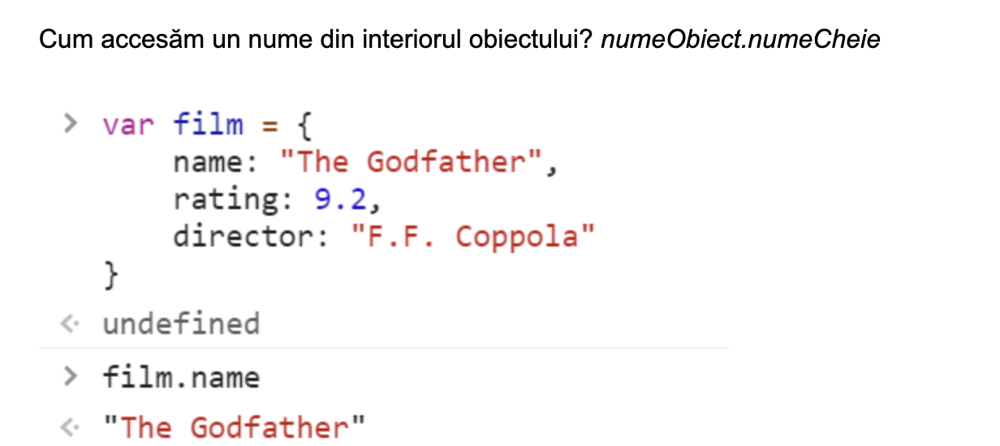 Cum accesăm un nume din interiorul obiectului? numeObiect.numeCheie
> var film = {
name: "The Godfather",
rating: 9.2,
director: "F.F. Coppola"
}
<· undefined
> film.name
<· "The Godfather"